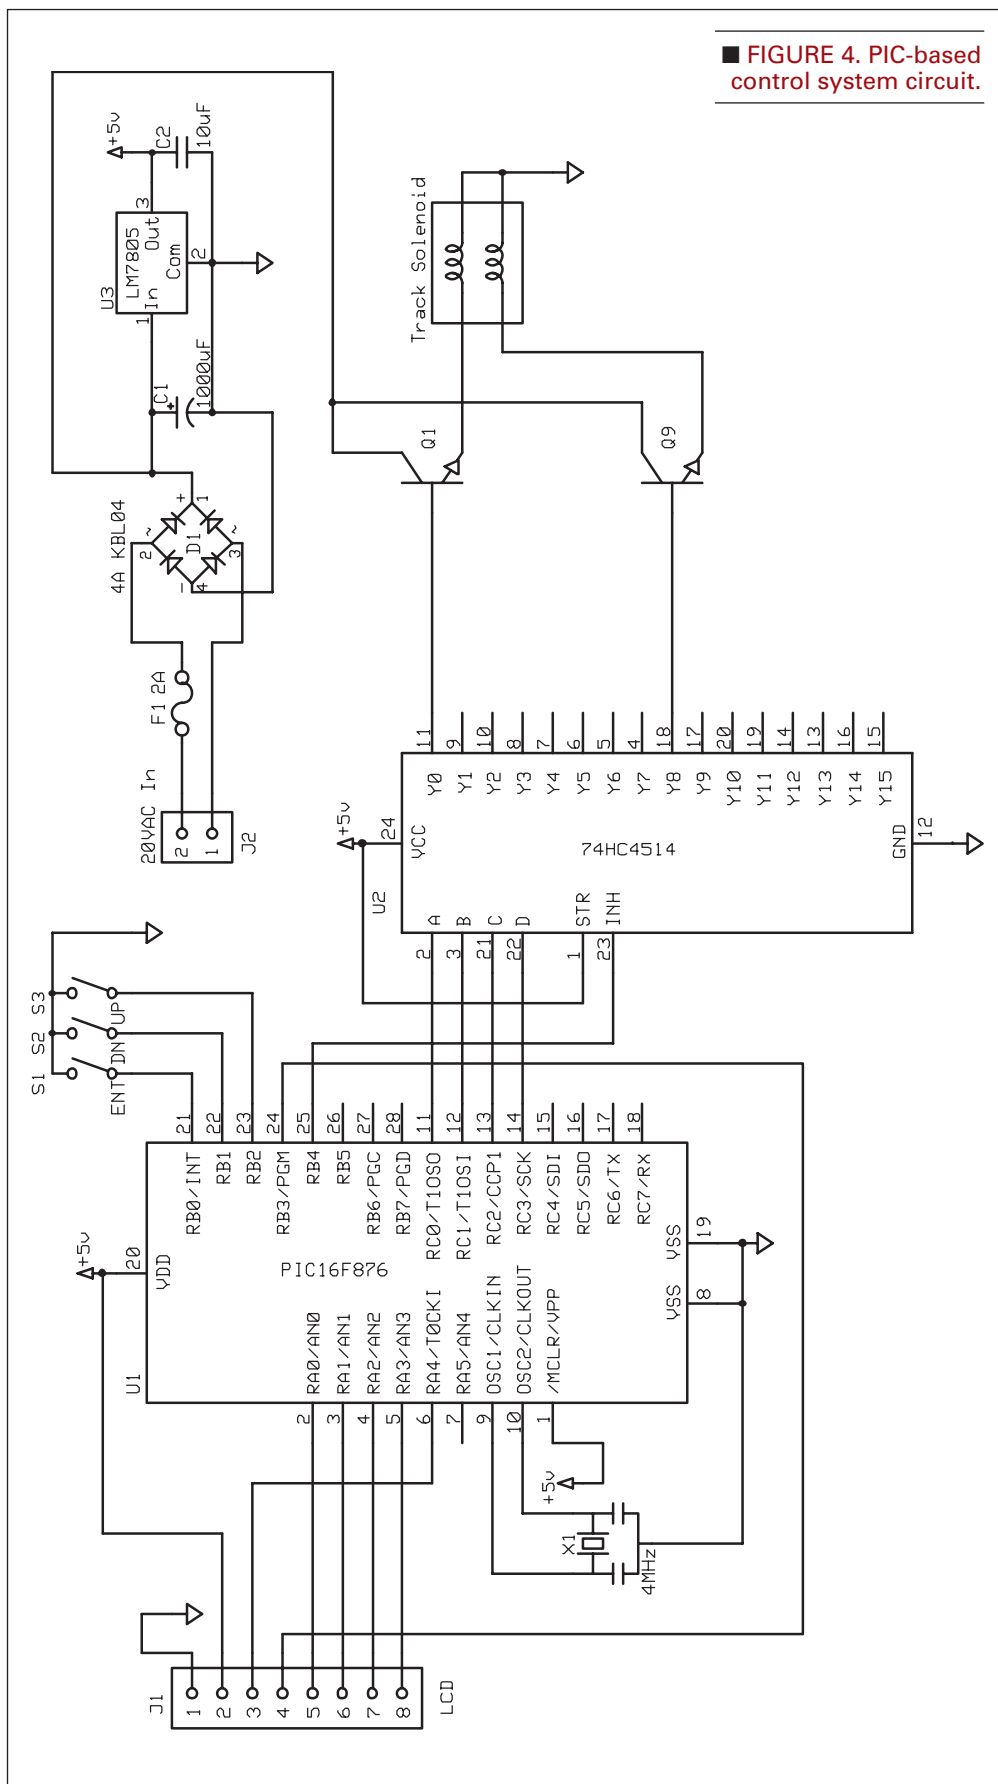 ■ FIGURE 4. PIC-based
control system circuit.
+5v
C2
10uF
U3
LM7805
In
Out
Com
1
3
2
C1
+
1000uF
4A KBL04
D1
+
-
~
~
1
2
3
4
F1 2A
20VAC In
2
1
J2
Track Solenoid
Q1
Q9
S1
S2
S3
ENT
DN
UP
U2
+5v
24
VCC
74HC4514
GND
12
2
A
3
B
21
C
22
D
1
STR
23
INH
Y0
11
Y1
9
Y2
10
Y3
8
Y4
7
Y5
6
Y6
5
Y7
4
Y8
18
Y9
17
Y10
20
Y11
19
Y12
14
Y13
13
Y14
16
Y15
15
U1
+5v
20
VDD
PIC16F876
RB0/INT
21
RB1
22
RB2
23
RB3/PGM
24
RB4
25
RB5
26
RB6/PGC
27
RB7/PGD
28
RC0/T1OSO
11
RC1/T1OSI
12
RC2/CCP1
13
RC3/SCK
14
RC4/SDI
15
RC5/SDO
16
RC6/TX
17
RC7/RX
18
VSS
19
VSS
8
2
RA0/AN0
3
RA1/AN1
4
RA2/AN2
5
RA3/AN3
6
RA4/T0CKI
7
RA5/AN4
9
OSC1/CLKIN
10
OSC2/CLKOUT
1
/MCLR/VPP
+5v
X1
4MHz
J1
1
2
3
4
5
6
7
8
LCD